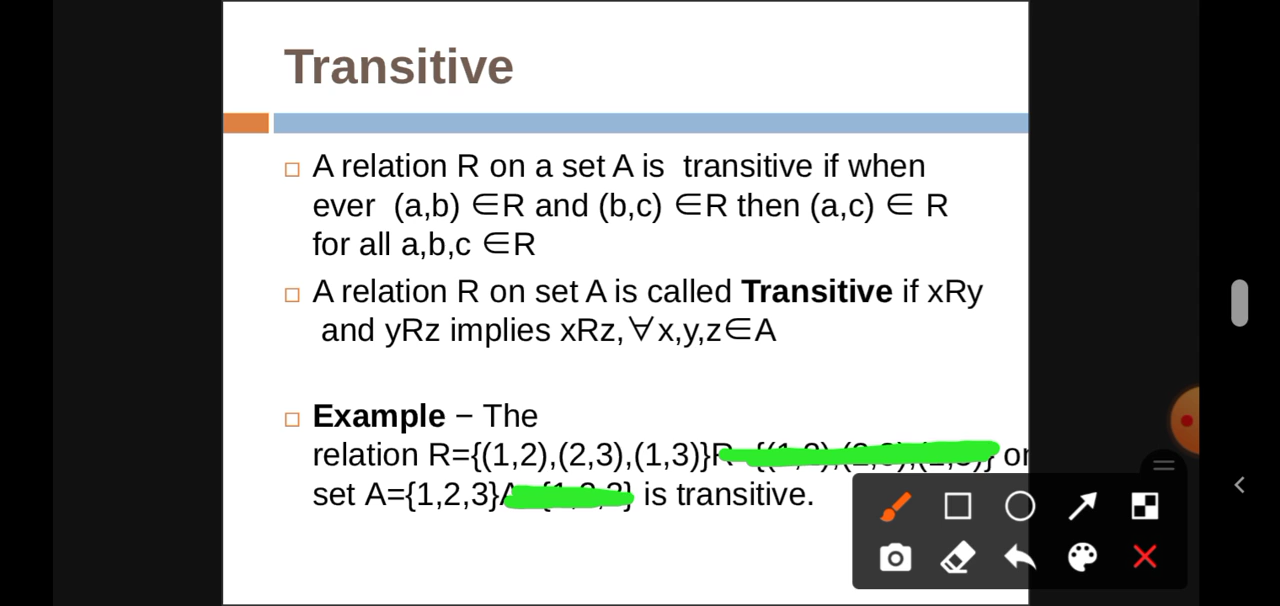 Transitive
A relation R on a set A is transitive if when
ever (a,b) ∈R and (b,c) ∈R then (a,c) ∈ R
for all a,b,c ∈R
A relation R on set A is called Transitive if xRy
and yRz implies xRz,∀x,y,z∈A
Example − The
relation R={(1,2),(2,3),(1,3)}R on
set A={1,2,3} is transitive.